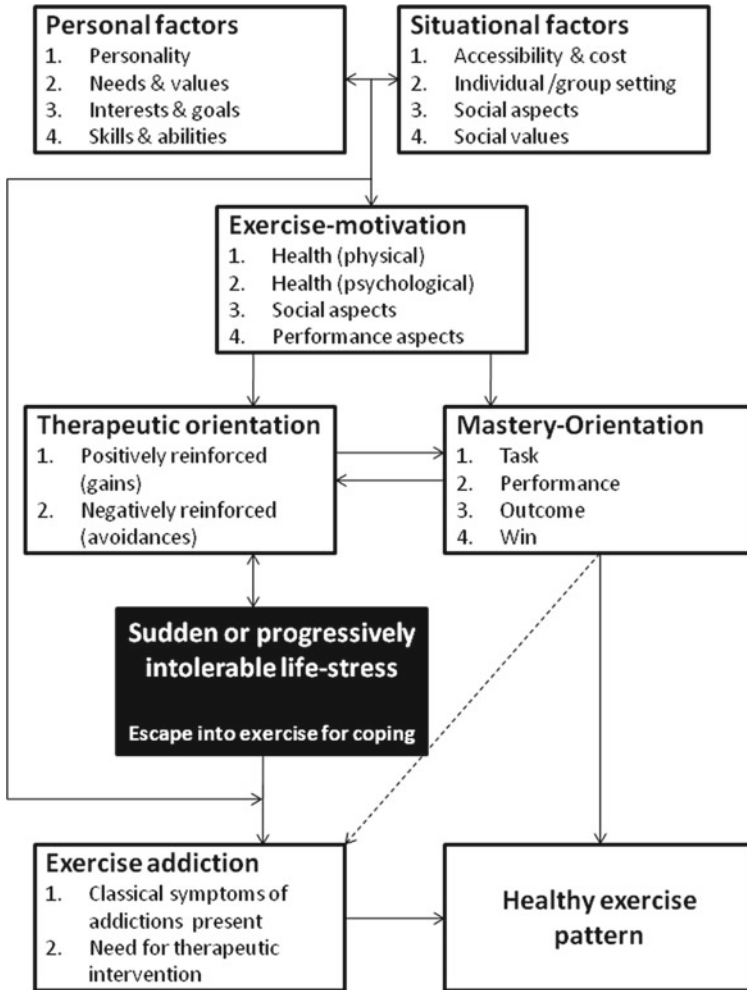 Personal factors
1. Personality
2. Needs & values
3. Interests & goals
4. Skills & abilities
Situational factors
1. Accessibility & cost
2. Individual /group setting
3. Social aspects
4. Social values
Exercise-motivation
1. Health (physical)
2. Health (psychological)
3. Social aspects
4. Performance aspects
Therapeutic orientation
1. Positively reinforced
(gains)
2. Negatively reinforced
(avoidances)
Mastery-Orientation
1. Task
2. Performance
3. Outcome
4. Win
Sudden or progressively
intolerable life-stress
Escape into exercise for coping
Exercise addiction
1. Classical symptoms of
addictions present
2. Need for therapeutic
intervention
Healthy exercise
pattern